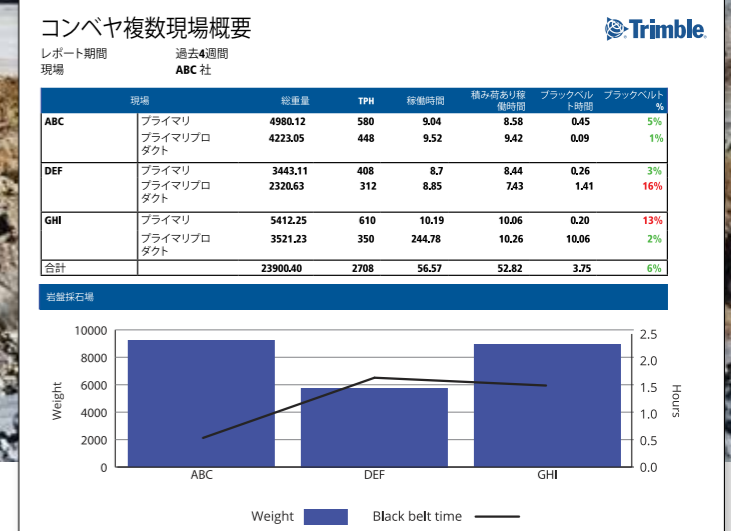 コンベヤ複数現場概要
Trimble
レポート期間 過去4週間
現場 ABC 社
現場 総重量 TPH 稼働時間 積み荷あり稼働時間 ブラックベルト時間 ブラックベルト%
ABC プライマリ 4980.12 580 9.04 8.58 0.45 5%
プライマリプロダクト 4223.05 448 9.52 9.42 0.09 1%
DEF プライマリ 3443.11 408 8.7 8.44 0.26 3%
プライマリプロダクト 2320.63 312 8.85 7.43 1.41 16%
GHI プライマリ 5412.25 610 10.19 10.06 0.20 13%
プライマリプロダクト 3521,23 350 244.78 10.26 10,06 2%
合計 23900.40 2708 56.57 52.82 3.75 6%
岩盤採石場
10000
8000
6000
4000
2000
0
Weight
2.5
2.0
1.5
1.0
0.5
0.0
Hours
ABC DEF GHI
Weight Black belt time